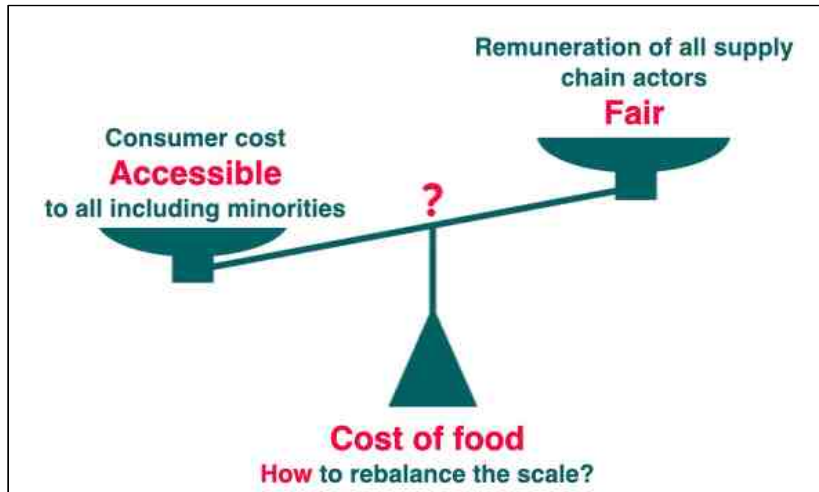 Remuneration of all supply
chain actors
Fair
Consumer cost
Accessible
to all including minorities
?
Cost of food
How to rebalance the scale?